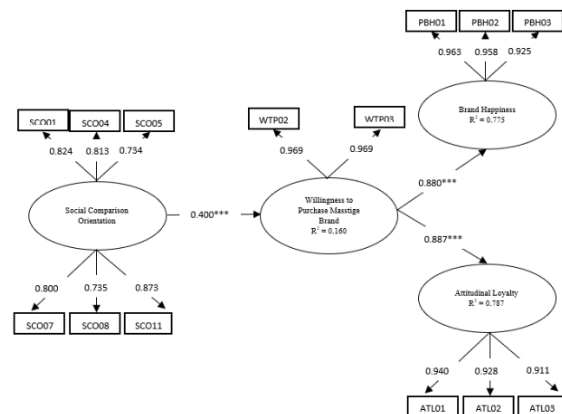 PBH01 PBH02 PBH03
0.963 0.958 0.925
Brand Happiness
R² = 0.775
SCO01 SCO04 SCO05
0.824 0.813 0.734
WTP02 WTP03
0.969 0.969
0.880***
Social Comparison
Orientation
0.400***
Willingness to
Purchase Masstige
Brand
R² = 0.160
0.887***
0.800 0.735 0.873
SCO07 SCO08 SCO11
Attitudinal Loyalty
R² = 0.787
0.940 0.928 0.911
ATL01 ATL02 ATL03